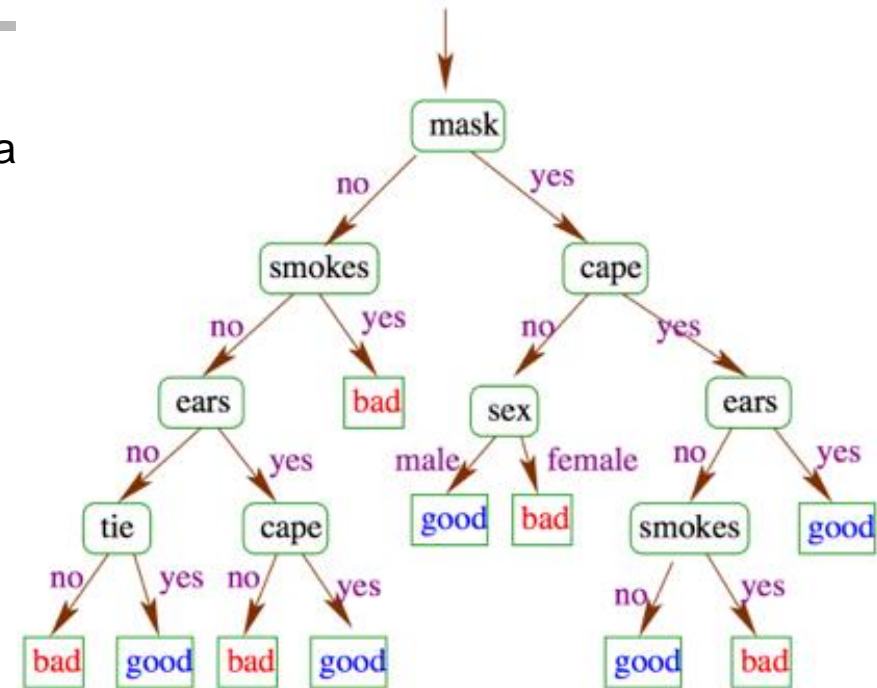 a
mask
no yes
smokes cape
no yes no yes
ears bad sex ears
no yes male female no yes
tie cape good bad smokes good
no yes no yes no yes
bad good bad good good bad